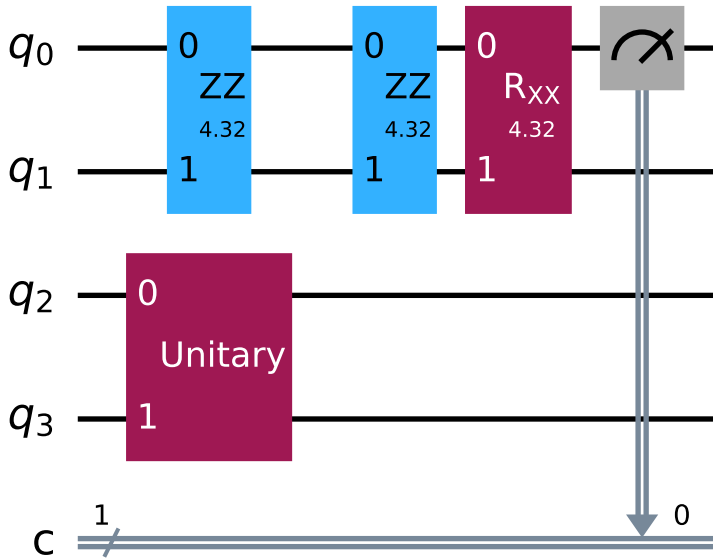 q0 0 0 0
ZZ ZZ RXX
4.32 4.32 4.32
q1 1 1 1
q2 0
Unitary
q3 1
1 0
c